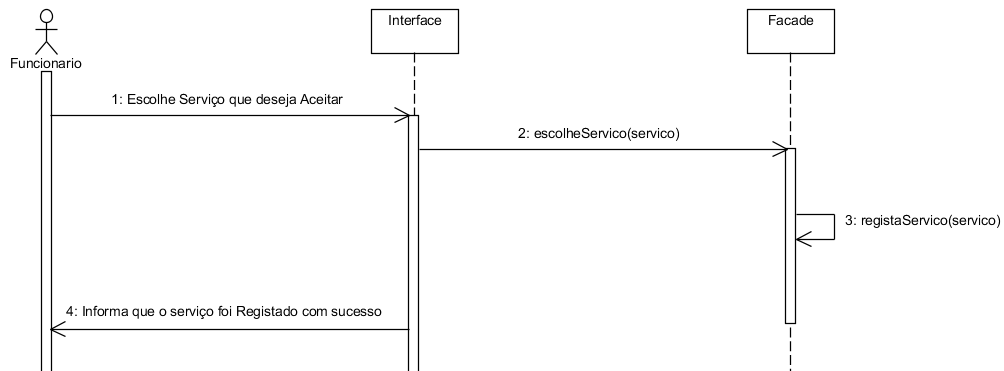 Funcionario
Interface
Facade
1: Escolhe Serviço que deseja Aceitar
2: escolheServico(servico)
3: registaServico(servico)
4: Informa que o serviço foi Registado com sucesso